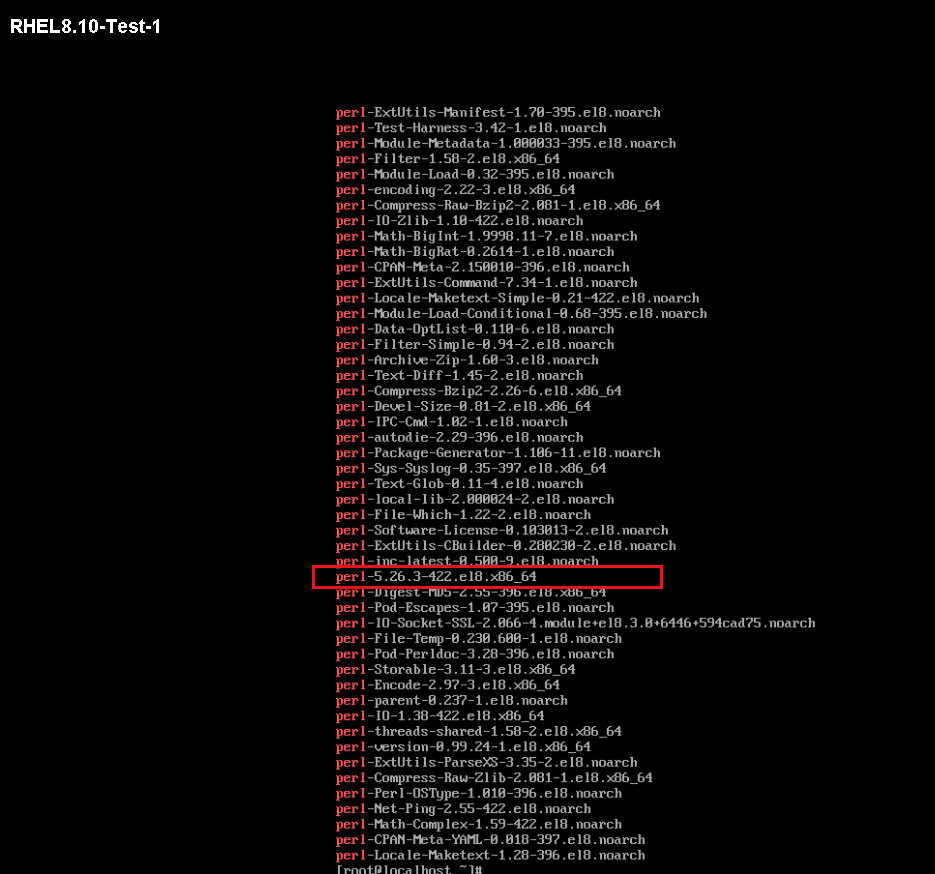 RHEL8.10-Test-1
perl-ExtUtils-Manifest-1.70-395.el8.noarch
perl-Test-Harness-3.42-1.el8.noarch
perl-Module-Metadata-1.000033-395.el8.noarch
perl-Filter-1.58-2.el8.x86_64
perl-Module-Load-0.32-395.el8.noarch
perl-encoding-2.22-3.el8.x86_64
perl-Compress-Raw-Bzip2-2.081-1.el8.x86_64
perl-IO-Zlib-1.10-422.el8.noarch
perl-Math-BigInt-1.9998.11-7.el8.noarch
perl-Math-BigRat-0.2614-1.el8.noarch
perl-CPAN-Meta-2.150010-396.el8.noarch
perl-ExtUtils-Command-7.34-1.el8.noarch
perl-Locale-Maketext-Simple-0.21-422.el8.noarch
perl-Module-Load-Conditional-0.68-395.el8.noarch
perl-Data-OptList-0.110-6.el8.noarch
perl-Filter-Simple-0.94-2.el8.noarch
perl-Archive-Zip-1.60-3.el8.noarch
perl-Text-Diff-1.45-2.el8.noarch
perl-Compress-Bzip2-2.26-6.el8.x86_64
perl-Devel-Size-0.81-2.el8.x86_64
perl-IPC-Cmd-1.02-1.el8.noarch
perl-autodie-2.29-396.el8.noarch
perl-Package-Generator-1.106-11.el8.noarch
perl-Sys-Syslog-0.35-397.el8.x86_64
perl-Text-Glob-0.11-4.el8.noarch
perl-local-lib-2.000024-2.el8.noarch
perl-File-Which-1.22-2.el8.noarch
perl-Software-License-0.103013-2.el8.noarch
perl-ExtUtils-CBuilder-0.280230-2.el8.noarch
perl-inc-latest-0.500-9.el8.noarch
perl-5.26.3-422.el8.x86_64
perl-Digest-MD5-2.55-396.el8.x86_64
perl-Pod-Escapes-1.07-395.el8.noarch
perl-IO-Socket-SSL-2.066-4.module+el8.3.0+6446+594cad75.noarch
perl-File-Temp-0.230.600-1.el8.noarch
perl-Pod-Perldoc-3.28-396.el8.noarch
perl-Storable-3.11-3.el8.x86_64
perl-Encode-2.97-3.el8.x86_64
perl-parent-0.237-1.el8.noarch
perl-IO-1.38-422.el8.x86_64
perl-threads-shared-1.58-2.el8.x86_64
perl-version-0.99.24-1.el8.x86_64
perl-ExtUtils-ParseXS-3.35-2.el8.noarch
perl-Compress-Raw-Zlib-2.081-1.el8.x86_64
perl-Perl-OSType-1.010-396.el8.noarch
perl-Net-Ping-2.55-422.el8.noarch
perl-Math-Complex-1.59-422.el8.noarch
perl-CPAN-Meta-YAML-0.018-397.el8.noarch
perl-Locale-Maketext-1.28-396.el8.noarch
[root@localhost ~]#